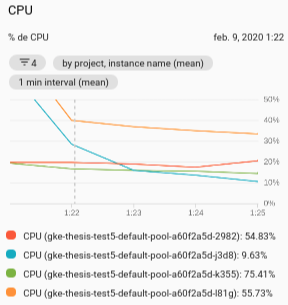 CPU
% de CPU
feb. 9, 2020 1:22
4
by project, instance name (mean)
1 min interval (mean)
50%
40%
30%
20%
10%
0%
1:22
1:23
1:24
1:25
CPU (gke-thesis-test5-default-pool-a60f2a5d-2982): 54.83%
CPU (gke-thesis-test5-default-pool-a60f2a5d-j3d8): 9.63%
CPU (gke-thesis-test5-default-pool-a60f2a5d-k355): 75.41%
CPU (gke-thesis-test5-default-pool-a60f2a5d-l81g): 55.73%